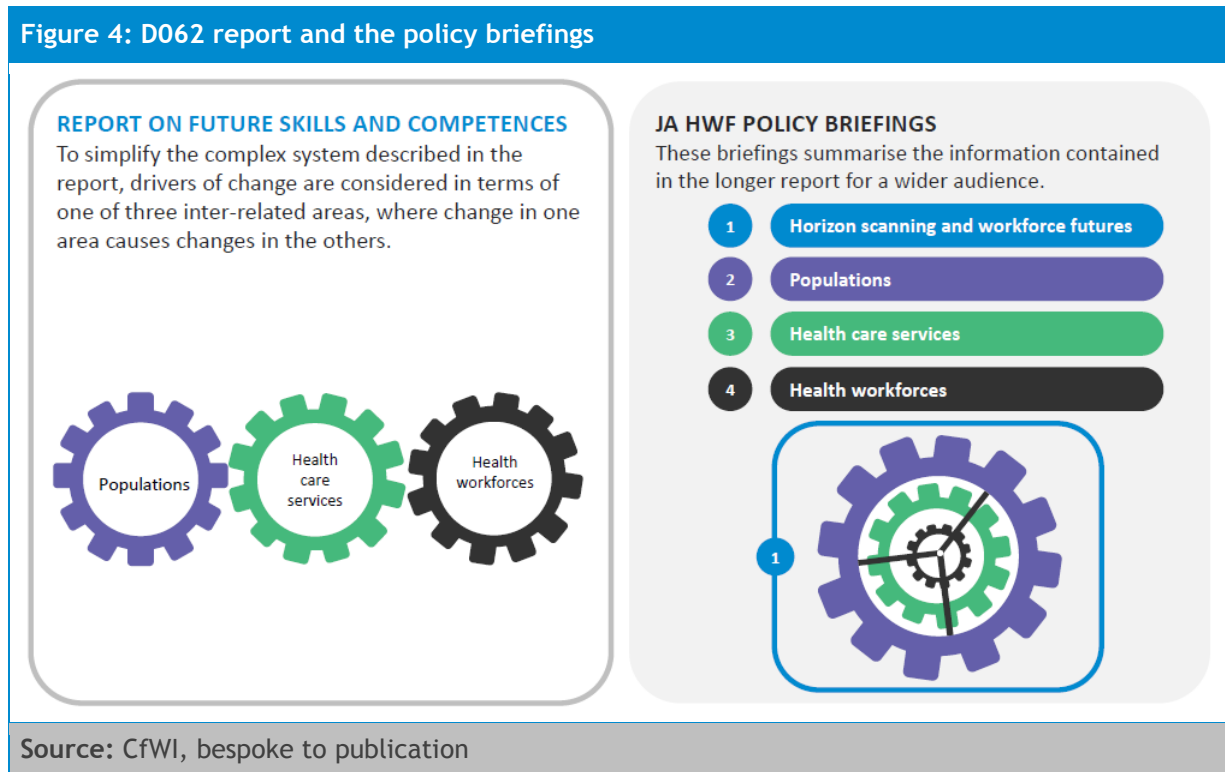 Figure 4: D062 report and the policy briefings
REPORT ON FUTURE SKILLS AND COMPETENCES
To simplify the complex system described in the
report, drivers of change are considered in terms of
one of three inter-related areas, where change in one
area causes changes in the others.
Populations
Health
care
services
Health
workforces
JA HWF POLICY BRIEFINGS
These briefings summarise the information contained
in the longer report for a wider audience.
1 Horizon scanning and workforce futures
2 Populations
3 Health care services
4 Health workforces
1
Source: CfWI, bespoke to publication